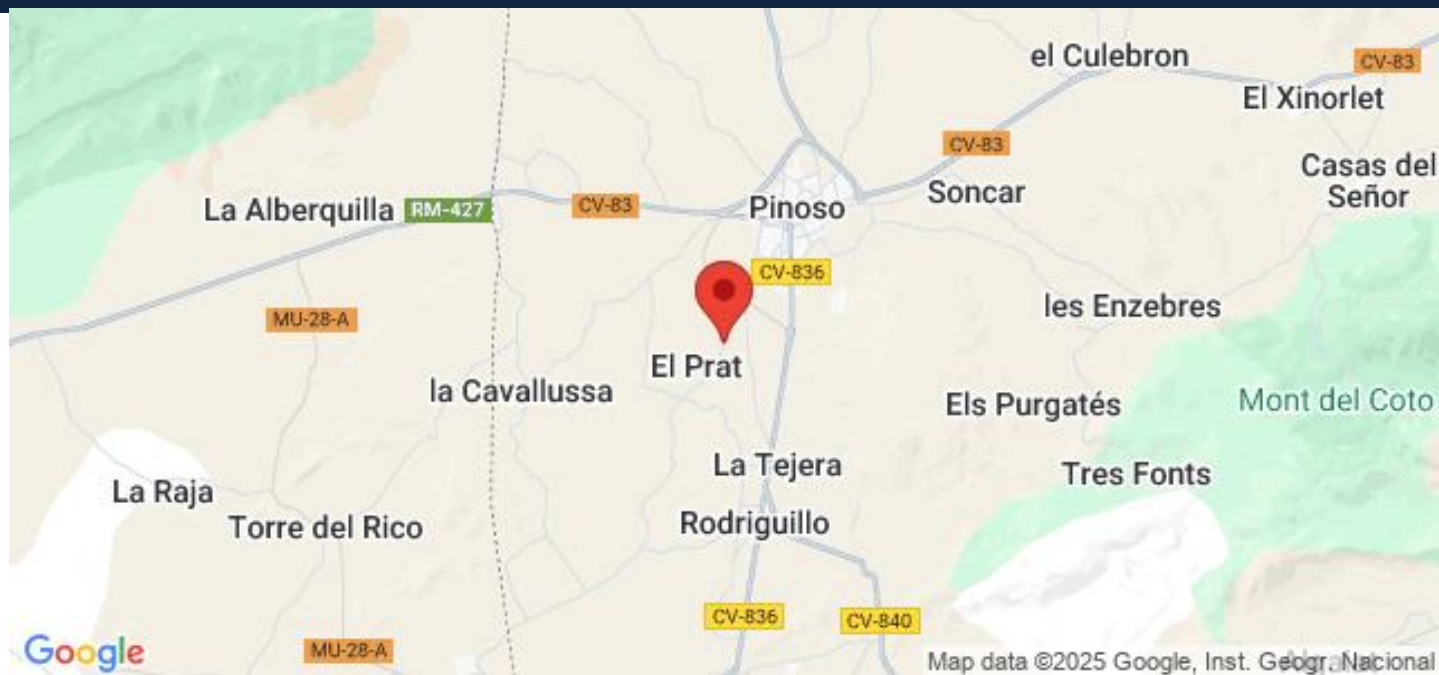 el Culebron
CV-83
El Xinorlet
CV-83
Casas del
Señor
La Alberquilla
RM-427
CV-83
Pinoso
Soncar
CV-836
les Enzebres
MU-28-A
El Prat
la Cavallussa
Els Purgatés
Mont del Coto
La Tejera
Tres Fonts
La Raja
Torre del Rico
Rodriguillo
CV-836
CV-840
Google
MU-28-A
Map data ©2025 Google, Inst. Geogr. Nacional